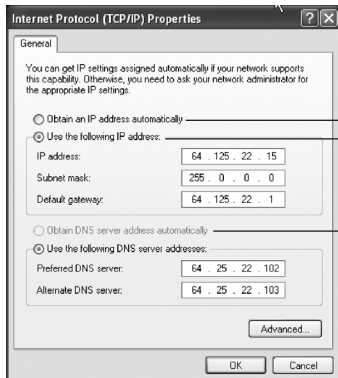 Internet Protocol (TCP/IP) Properties
General
You can get IP settings assigned automatically if your network supports
this capability. Otherwise, you need to ask your network administrator for
the appropriate IP settings.
Obtain an IP address automatically
Use the following IP address:
IP address: 64 . 125 . 22 . 15
Subnet mask: 255 . 0 . 0 . 0
Default gateway: 64 . 125 . 22 . 1
Obtain DNS server address automatically
Use the following DNS server addresses:
Preferred DNS server: 64 . 25 . 22 . 102
Alternate DNS server: 64 . 25 . 22 . 103
Advanced...
OK Cancel